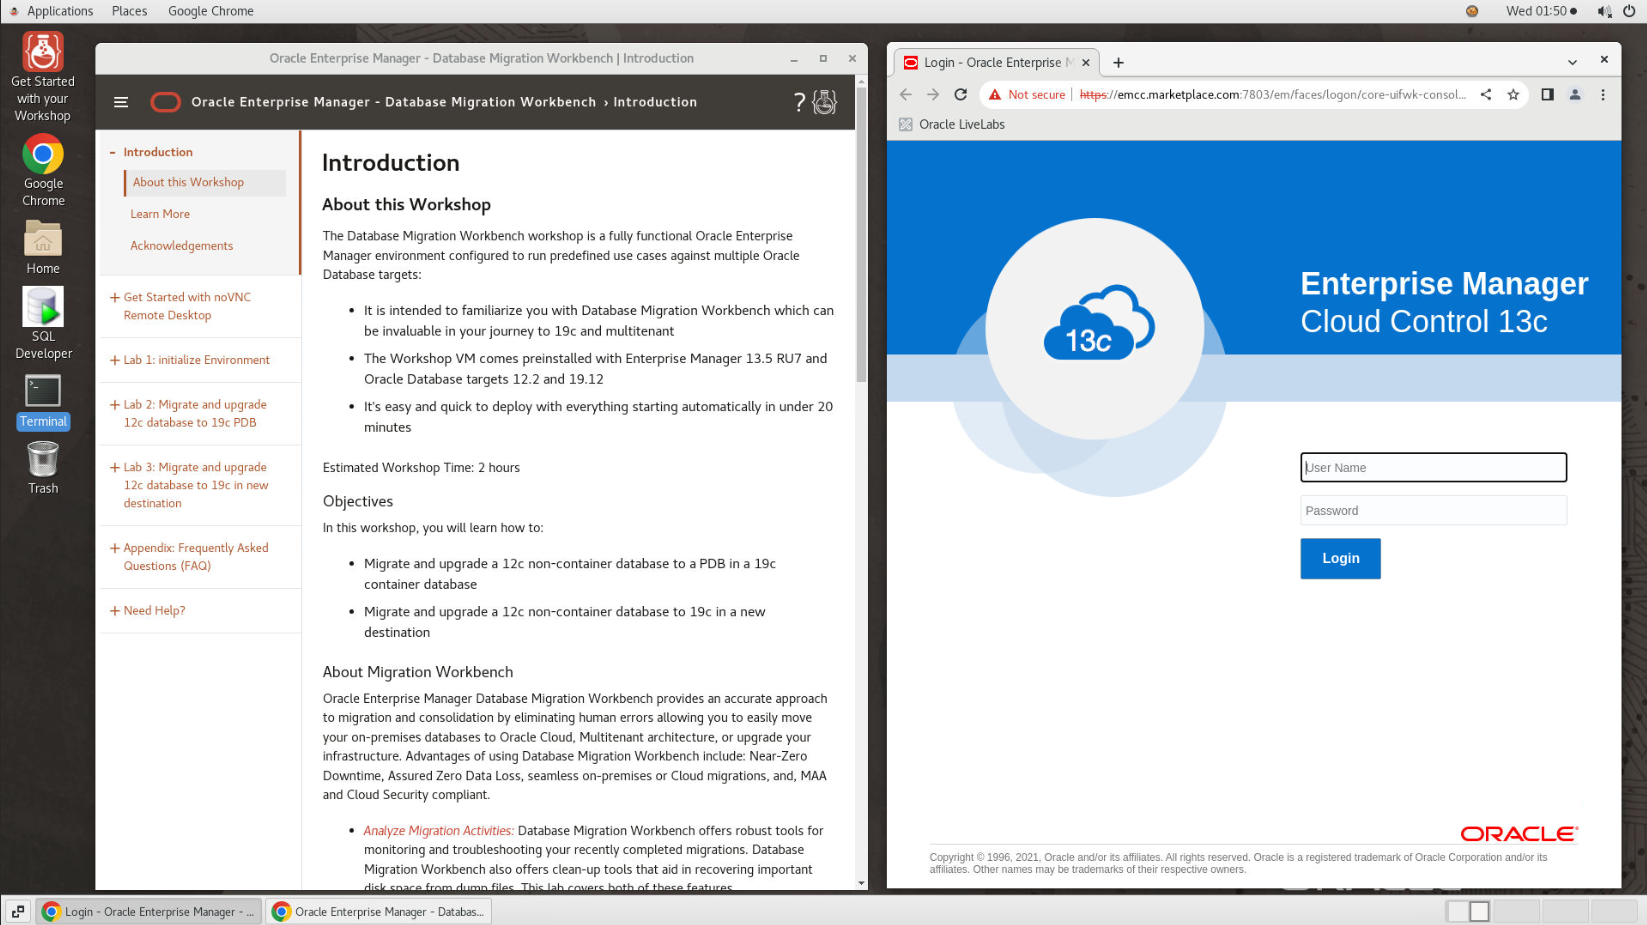 Applications Places Google Chrome Wed 01:50
Get Started
with your
Workshop
Google
Chrome
Home
SQL
Developer
Terminal
Trash
Oracle Enterprise Manager - Database Migration Workbench | Introduction
Oracle Enterprise Manager - Database Migration Workbench › Introduction
Introduction
About this Workshop
Learn More
Acknowledgements
Get Started with noVNC
Remote Desktop
Lab 1: initialize Environment
Lab 2: Migrate and upgrade
12c database to 19c PDB
Lab 3: Migrate and upgrade
12c database to 19c in new
destination
Appendix: Frequently Asked
Questions (FAQ)
Need Help?
Introduction
About this Workshop
The Database Migration Workbench workshop is a fully functional Oracle Enterprise
Manager environment configured to run predefined use cases against multiple Oracle
Database targets:
• It is intended to familiarize you with Database Migration Workbench which can
be invaluable in your journey to 19c and multitenant
• The Workshop VM comes preinstalled with Enterprise Manager 13.5 RU7 and
Oracle Database targets 12.2 and 19.12
• It's easy and quick to deploy with everything starting automatically in under 20
minutes
Estimated Workshop Time: 2 hours
Objectives
In this workshop, you will learn how to:
• Migrate and upgrade a 12c non-container database to a PDB in a 19c
container database
• Migrate and upgrade a 12c non-container database to 19c in a new
destination
About Migration Workbench
Oracle Enterprise Manager Database Migration Workbench provides an accurate approach
to migration and consolidation by eliminating human errors allowing you to easily move
your on-premises databases to Oracle Cloud, Multitenant architecture, or upgrade your
infrastructure. Advantages of using Database Migration Workbench include: Near-Zero
Downtime, Assured Zero Data Loss, seamless on-premises or Cloud migrations, and, MAA
and Cloud Security compliant.
• Analyze Migration Activities: Database Migration Workbench offers robust tools for
monitoring and troubleshooting your recently completed migrations. Database
Migration Workbench also offers clean-up tools that aid in recovering important
disk space from dump files. This lab covers both of these features.
Login - Oracle Enterprise M
Not secure | https://emcc.marketplace.com:7803/em/faces/logon/core-uifwk-consol...
Oracle LiveLabs
13c
Enterprise Manager
Cloud Control 13c
User Name
Password
Login
ORACLE
Copyright © 1996, 2021, Oracle and/or its affiliates. All rights reserved. Oracle is a registered trademark of Oracle Corporation and/or its
affiliates. Other names may be trademarks of their respective owners.
Login - Oracle Enterprise Manager - ...
Oracle Enterprise Manager - Databas...